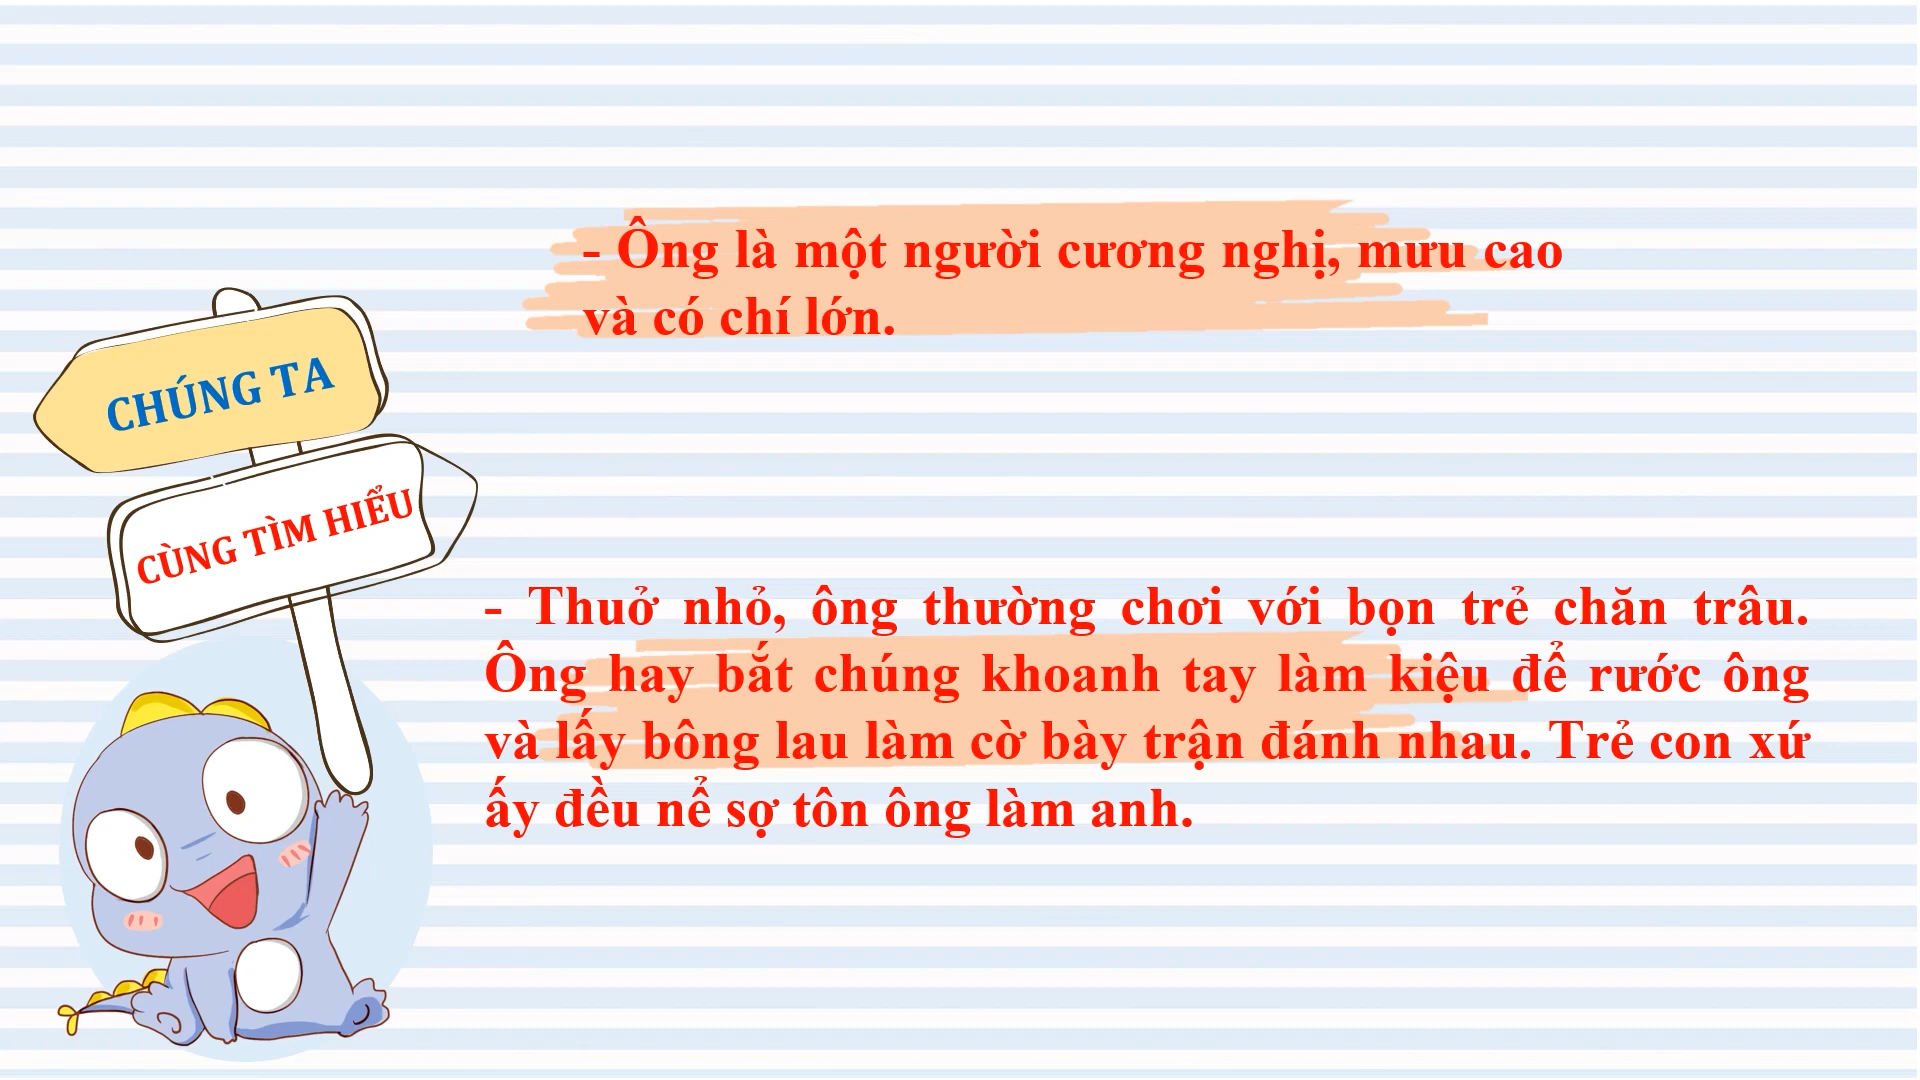 - Ông là một người cương nghị, mưu cao
và có chí lớn.
CHÚNG TA
CÙNG TÌM HIỂU
- Thuở nhỏ, ông thường chơi với bọn trẻ chăn trâu.
Ông hay bắt chúng khoanh tay làm kiệu để rước ông
và lấy bông lau làm cờ bày trận đánh nhau. Trẻ con xứ
ấy đều nể sợ tôn ông làm anh.